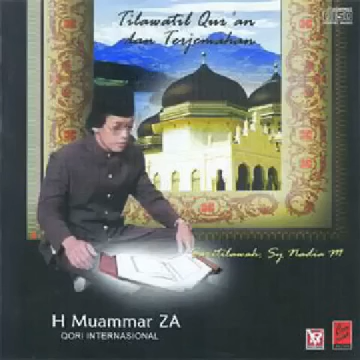 Tilawatil Qur'an
dan Terjemahan
Sy Nadia M
H Muammar ZA
QORI INTERNASIONAL